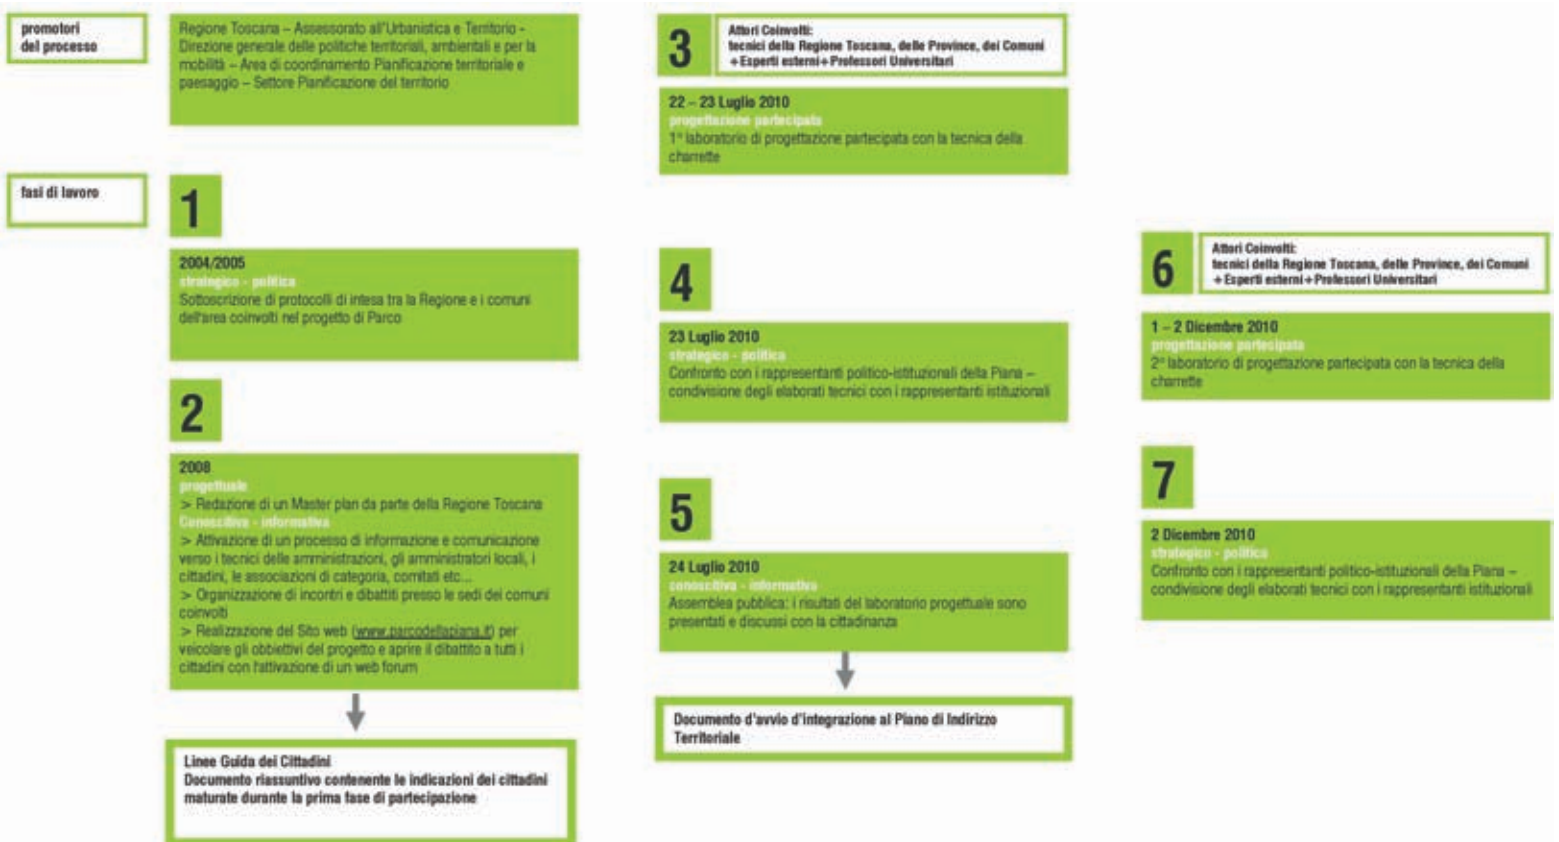 promotori
del processo
Regione Toscana – Assessorato all'Urbanistica e Territorio -
Direzione generale delle politiche territoriali, ambientali e per la
mobilità – Area di coordinamento Pianificazione territoriale e
paesaggio – Settore Pianificazione del territorio
fasi di lavoro
1
2004/2005
strategico - politica
Sottoscrizione di protocolli di intesa tra la Regione e i comuni
dell'area coinvolti nel progetto di Parco
2
2008
progettuale
> Redazione di un Master plan da parte della Regione Toscana
Conoscitiva - informativa
> Attivazione di un processo di informazione e comunicazione
verso i tecnici delle amministrazioni, gli amministratori locali, i
cittadini, le associazioni di categoria, comitati etc...
> Organizzazione di incontri e dibattiti presso le sedi dei comuni
coinvolti
> Realizzazione del Sito web (www.parcodellapiana.it) per
veicolare gli obbiettivi del progetto e aprire il dibattito a tutti i
cittadini con l'attivazione di un web forum
Linee Guida dei Cittadini
Documento riassuntivo contenente le indicazioni dei cittadini
maturate durante la prima fase di partecipazione
3
Attori Coinvolti:
tecnici della Regione Toscana, delle Province, dei Comuni
+Esperti esterni+Professori Universitari
22 – 23 Luglio 2010
progettazione partecipata
1° laboratorio di progettazione partecipata con la tecnica della
charrette
4
23 Luglio 2010
strategico - politica
Confronto con i rappresentanti politico-istituzionali della Piana –
condivisione degli elaborati tecnici con i rappresentanti istituzionali
5
24 Luglio 2010
conoscitiva - informativa
Assemblea pubblica: i risultati del laboratorio progettuale sono
presentati e discussi con la cittadinanza
Documento d'avvio d'integrazione al Piano di Indirizzo
Territoriale
6
Attori Coinvolti:
tecnici della Regione Toscana, delle Province, dei Comuni
+Esperti esterni+Professori Universitari
1 – 2 Dicembre 2010
progettazione partecipata
2° laboratorio di progettazione partecipata con la tecnica della
charrette
7
2 Dicembre 2010
strategico - politica
Confronto con i rappresentanti politico-istituzionali della Piana –
condivisione degli elaborati tecnici con i rappresentanti istituzionali